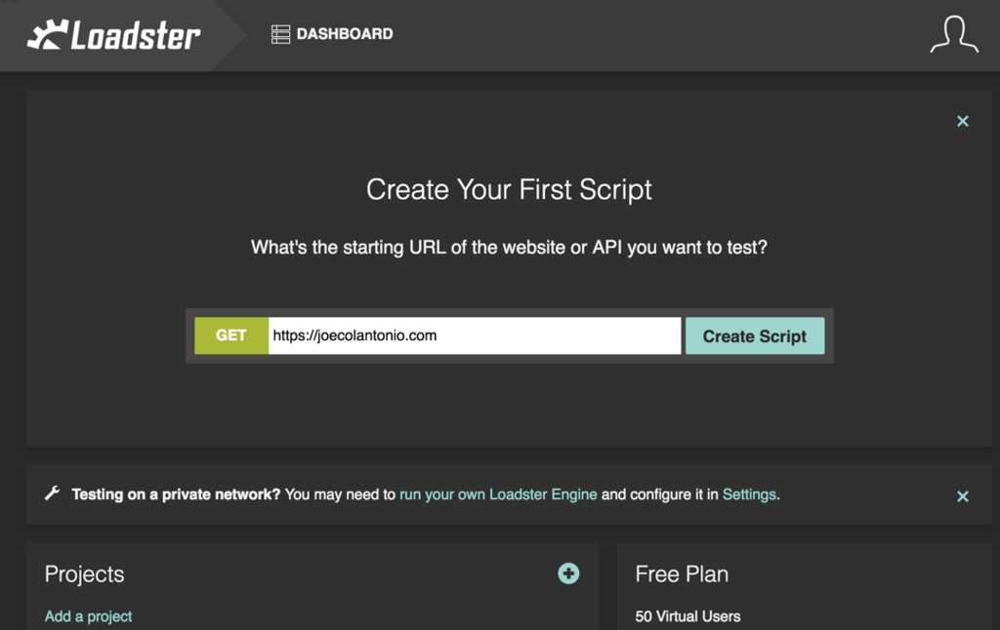 Loadster
DASHBOARD
Create Your First Script
What's the starting URL of the website or API you want to test?
GET https://joecolantonio.com Create Script
Testing on a private network? You may need to run your own Loadster Engine and configure it in Settings.
Projects
Add a project
Free Plan
50 Virtual Users